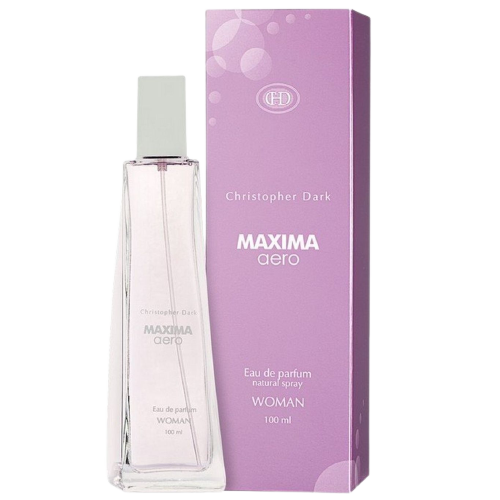 CHD
Christopher Dark
MAXIMA
aero
Eau de parfum
natural spray
WOMAN
100 ml
Christopher Dark
MAXIMA
aero
Eau de parfum
WOMAN
100 ml